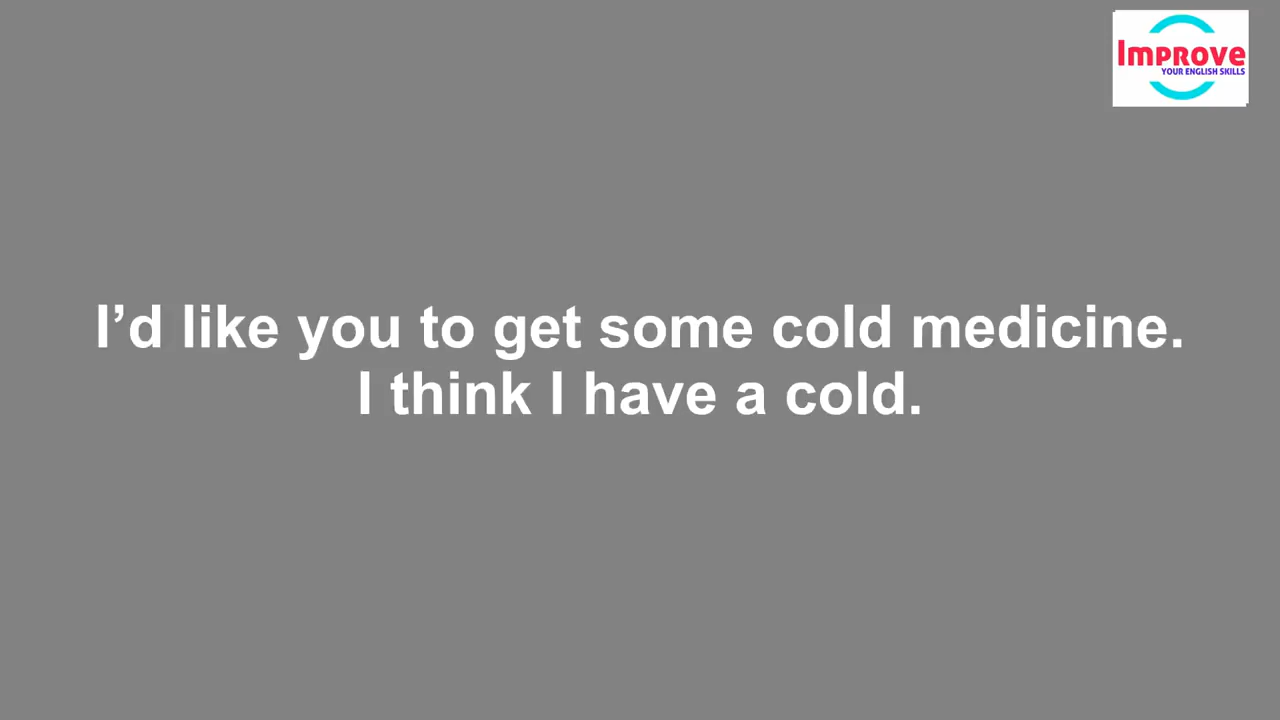 Improve
YOUR ENGLISH SKILLS
I’d like you to get some cold medicine.
I think I have a cold.